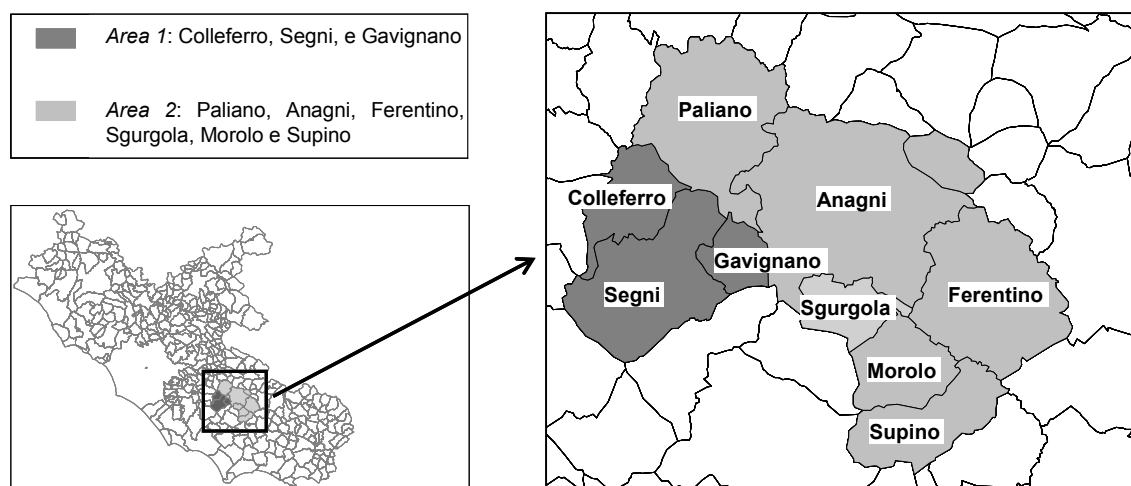 Area 1: Colleferro, Segni, e Gavignano
Area 2: Paliano, Anagni, Ferentino,
Sgurgola, Morolo e Supino
Paliano
Colleferro
Anagni
Gavignano
Segni
Sgurgola
Ferentino
Morolo
Supino